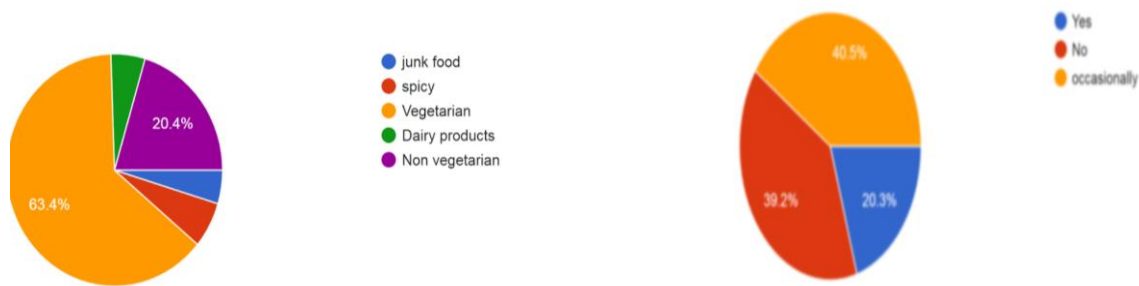 junk food
spicy
Vegetarian
Dairy products
Non vegetarian
20.4%
63.4%
Yes
No
occasionally
40.5%
39.2%
20.3%